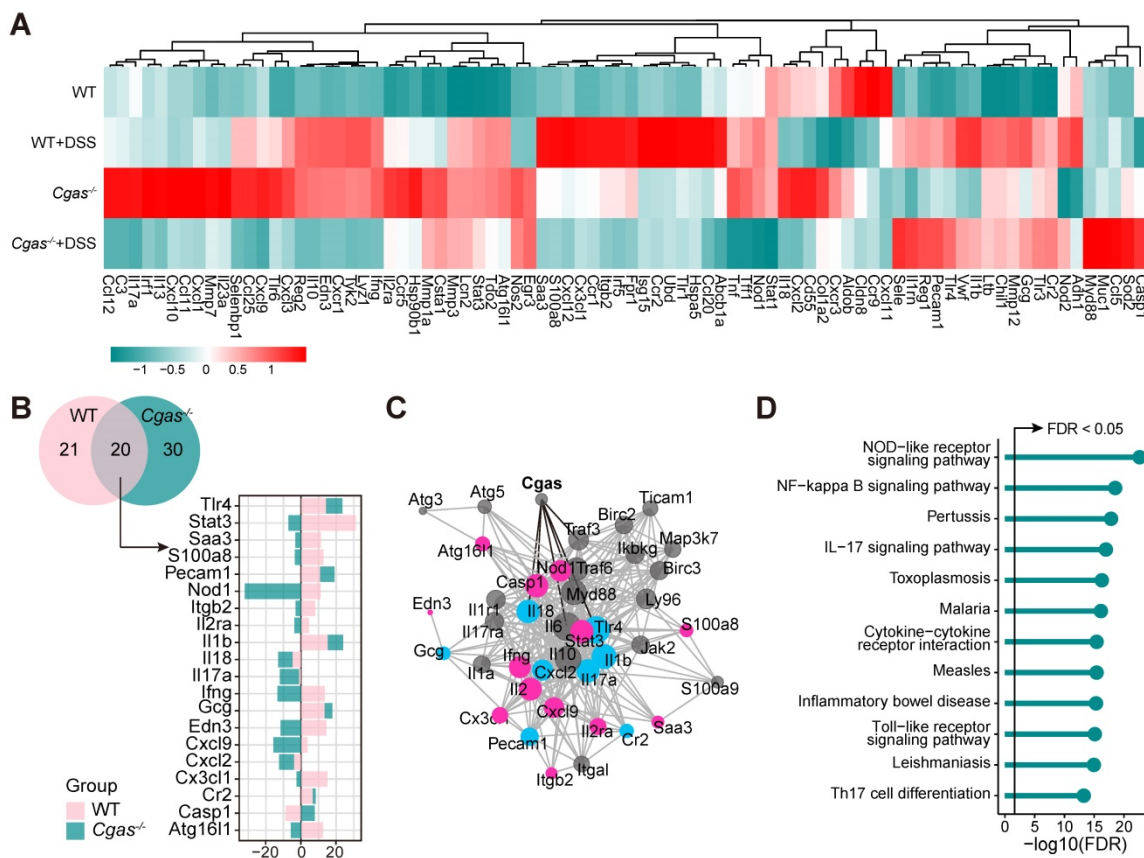 A
WT
WT+DSS
Cgas-/-
Cgas-/-+DSS
Ccl12
C3
Il17a
Irf1
Il13
Cxcl10
Ccl11
Cxcl1
Mmp7
Il23a
Selenbp1
Ccl25
Cxcl9
Tlr6
Cxcl3
Reg2
Il10
Edn3
Cxcr1
Tyk2
Lyz1
Ifng
Il2ra
Ccr5
Hsp90b1
Mmp1a
Csta1
Mmp3
Lcn2
Stat3
Tdo2
Atg16l1
Nos2
Egr3
Saa3
S100a8
Cxcl12
Cx3cl1
Cpr1
Itgb2
Irf5
Fpr1
Isg15
Ccr2
Ubd
Tlr1
Hspa5
Ccl20
Abcb1a
Tnf
Tff1
Nod1
Stat1
Il18
Cxcl2
Cd55
Col1a2
Cxcr3
Aldob
Cldn8
Ccr9
Cxcl11
Sele
Itln1
Reg1
Pecam1
Tlr4
Vwf
Il1b
Ltb
Chil1
Mmp12
Gcg
Tlr3
Cr2
Nod2
Adh1
Myd88
Muc1
Ccl5
Sod2
Casp1
−1 −0.5 0 0.5 1
B
WT
Cgas-/-
21 20 30
Tlr4
Stat3
Saa3
S100a8
Pecam1
Nod1
Itgb2
Il2ra
Il1b
Il18
Il17a
Ifng
Gcg
Edn3
Cxcl9
Cxcl2
Cx3cl1
Cr2
Casp1
Atg16l1
Group
WT
Cgas-/-
−20 0 20
C
Cgas
Atg3
Atg5
Ticam1
Birc2
Traf3
Atg16l1
Ikbkg
Map3k7
Nod1
Traf6
Birc3
Casp1
Myd88
Edn3
Il1r1
Il18
Ly96
Il17ra
Il6
Tlr4
S100a8
Stat3
Gcg
Ifng
Il10
Jak2
Il1a
Cxcl2
Il1b
Il17a
Il2
S100a9
Cx3cl1
Cxcl9
Il2ra
Saa3
Pecam1
Cr2
Itgb2
Itgal
D
FDR < 0.05
NOD−like receptor
signaling pathway
NF−kappa B signaling pathway
Pertussis
IL−17 signaling pathway
Toxoplasmosis
Malaria
Cytokine−cytokine
receptor interaction
Measles
Inflammatory bowel disease
Toll−like receptor
signaling pathway
Leishmaniasis
Th17 cell differentiation
0 5 10 15 20
−log10(FDR)